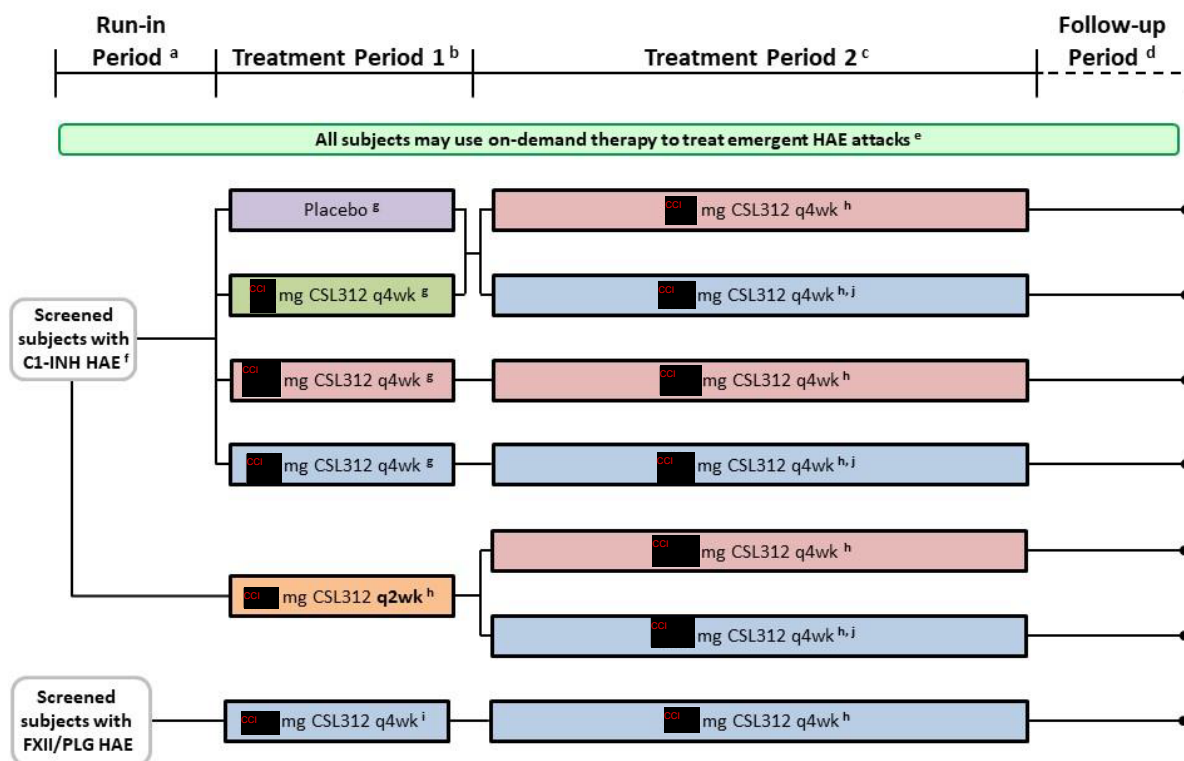 Run-in
Period a
Treatment Period 1 b
Treatment Period 2 c
Follow-up
Period d
All subjects may use on-demand therapy to treat emergent HAE attacks e
Placebo g
CCI mg CSL312 q4wk h
CCI mg CSL312 q4wk g
CCI mg CSL312 q4wk h, j
Screened
subjects with
C1-INH HAE f
CCI mg CSL312 q4wk g
CCI mg CSL312 q4wk h
CCI mg CSL312 q4wk g
CCI mg CSL312 q4wk h, j
CCI mg CSL312 q4wk h
CCI mg CSL312 q2wk h
CCI mg CSL312 q4wk h, j
Screened
subjects with
FXII/PLG HAE
CCI mg CSL312 q4wk i
CCI mg CSL312 q4wk h